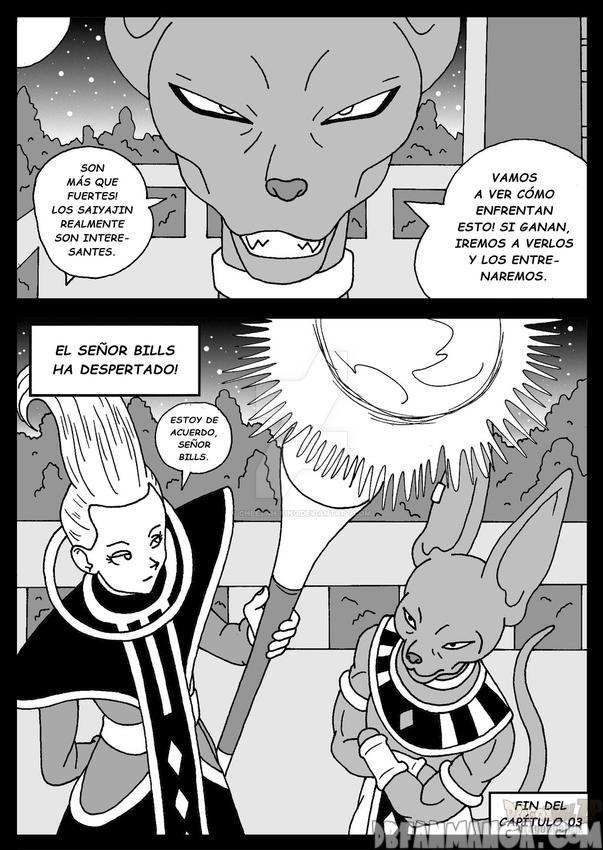 SON
MÁS QUE
FUERTES!
LOS SAIYAJIN
REALMENTE
SON INTERE-
SANTES.
VAMOS
A VER CÓMO
ENFRENTAN
ESTO! SI GANAN,
IREMOS A VERLOS
Y LOS ENTRE-
NAREMOS.
EL SEÑOR BILLS
HA DESPERTADO!
ESTOY DE
ACUERDO,
SEÑOR
BILLS.
FIN DEL
CAPÍTULO 03
DBFANMANGA.COM